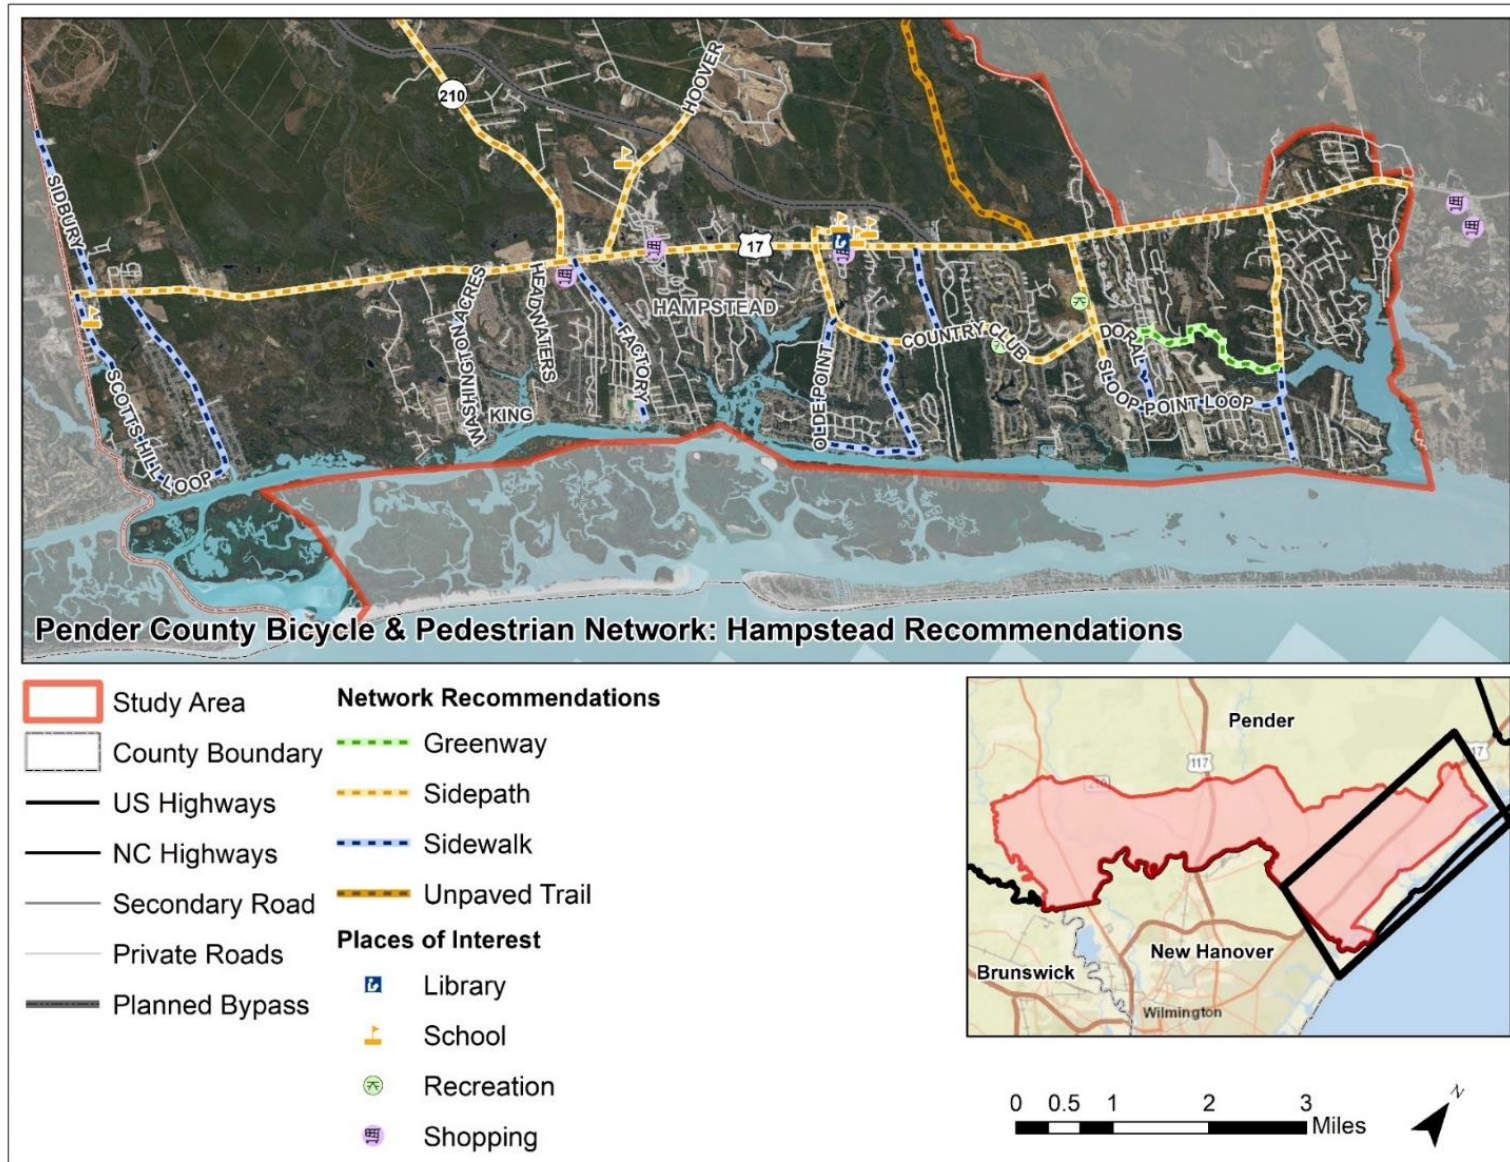 210
HOOVER
SIDBURY
17
WASHINGTON ACRES
HEADWATERS
HAMPSTEAD
FACTORY
COUNTRY CLUB
DORAL
SCOTTS HILL LOOP
KING
OLDE POINT
SLOOP POINT LOOP
Pender County Bicycle & Pedestrian Network: Hampstead Recommendations
Study Area
County Boundary
US Highways
NC Highways
Secondary Road
Private Roads
Planned Bypass
Network Recommendations
Greenway
Sidepath
Sidewalk
Unpaved Trail
Places of Interest
Library
School
Recreation
Shopping
Pender
17
117
210
New Hanover
Brunswick
Wilmington
0 0.5 1 2 3
Miles
N